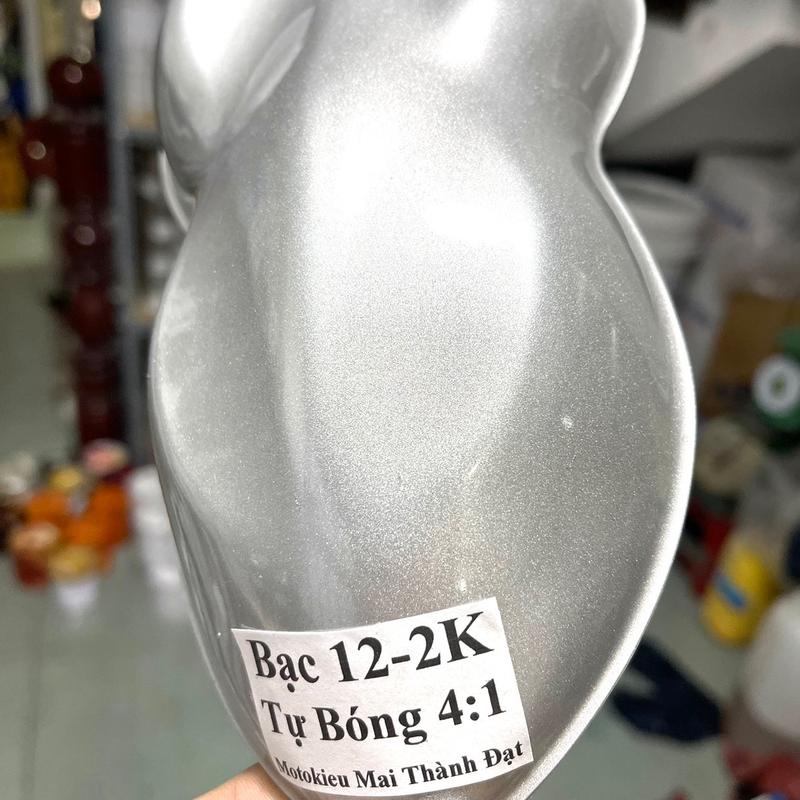 Bạc 12-2K
Tự Bóng 4:1
Motokieu Mai Thành Đạt